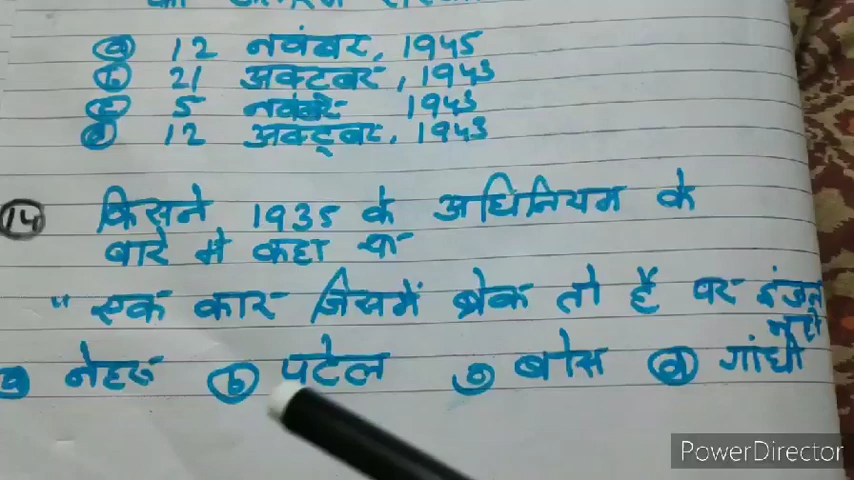 ⓐ 12 नवंबर, 1945
ⓑ 21 अक्टबर, 1943
ⓒ 5 नवंबर 1943
ⓓ 12 अक्ट्बर, 1943
14 किसने 1935 के अधिनियम के
बारे मे कहा था
" एक कार जिसमें ब्रेक तो है पर इंजन
नही
ⓐ नेहरू ⓑ पटेल ⓒ बोस ⓓ गांधी
PowerDirector